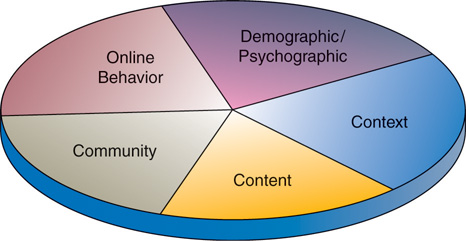 Demographic/
Psychographic
Online
Behavior
Context
Community
Content